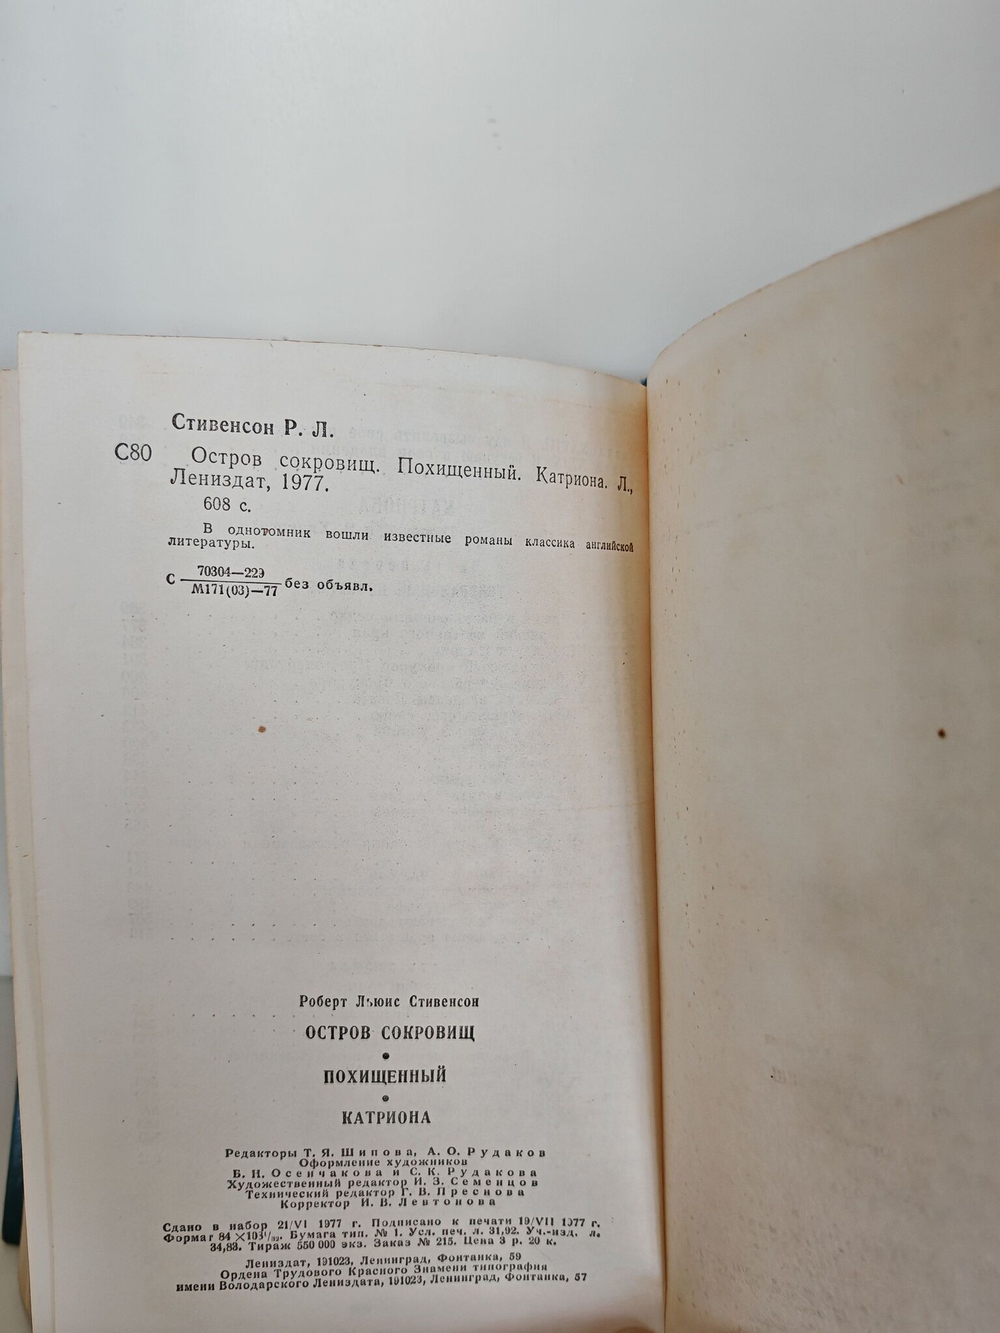 Стивенсон Р. Л.
С80 Остров сокровищ. Похищенный. Катриона. Л.,
Лениздат, 1977.
608 с.
В однотомник вошли известные романы классика английской
литературы.
С 70304—229
М171(03)—77 без объявл.
Роберт Льюис Стивенсон
ОСТРОВ СОКРОВИЩ
•
ПОХИЩЕННЫЙ
•
КАТРИОНА
Редакторы Т. Я. Шипова, А. О. Рудаков
Оформление художников
Б. Н. Осенчакова и С. К. Рудакова
Художественный редактор И. З. Семенцов
Технический редактор Г. В. Преснова
Корректор И. В. Левтонова
Сдано в набор 21/VI 1977 г. Подписано к печати 19/VII 1977 г.
Формат 84×108¹/₃₂. Бумага тип. № 1. Усл. печ. л. 31,92. Уч.-изд. л.
34,83. Тираж 550 000 экз. Заказ № 215. Цена 3 р. 20 к.
Лениздат, 191023, Ленинград, Фонтанка, 59
Ордена Трудового Красного Знамени типография
имени Володарского Лениздата, 191023, Ленинград, Фонтанка, 57